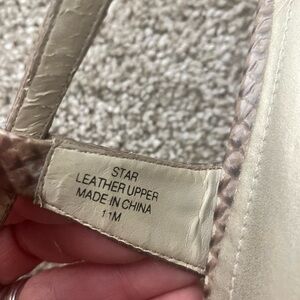 STAR
LEATHER UPPER
MADE IN CHINA
11M